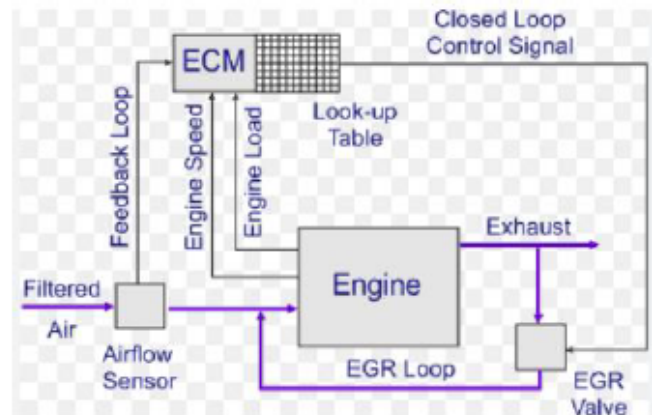 Closed Loop
Control Signal
ECM
Look-up
Table
Feedback Loop
Engine Speed
Engine Load
Exhaust
Filtered
Air
Engine
Airflow
Sensor
EGR Loop
EGR
Valve